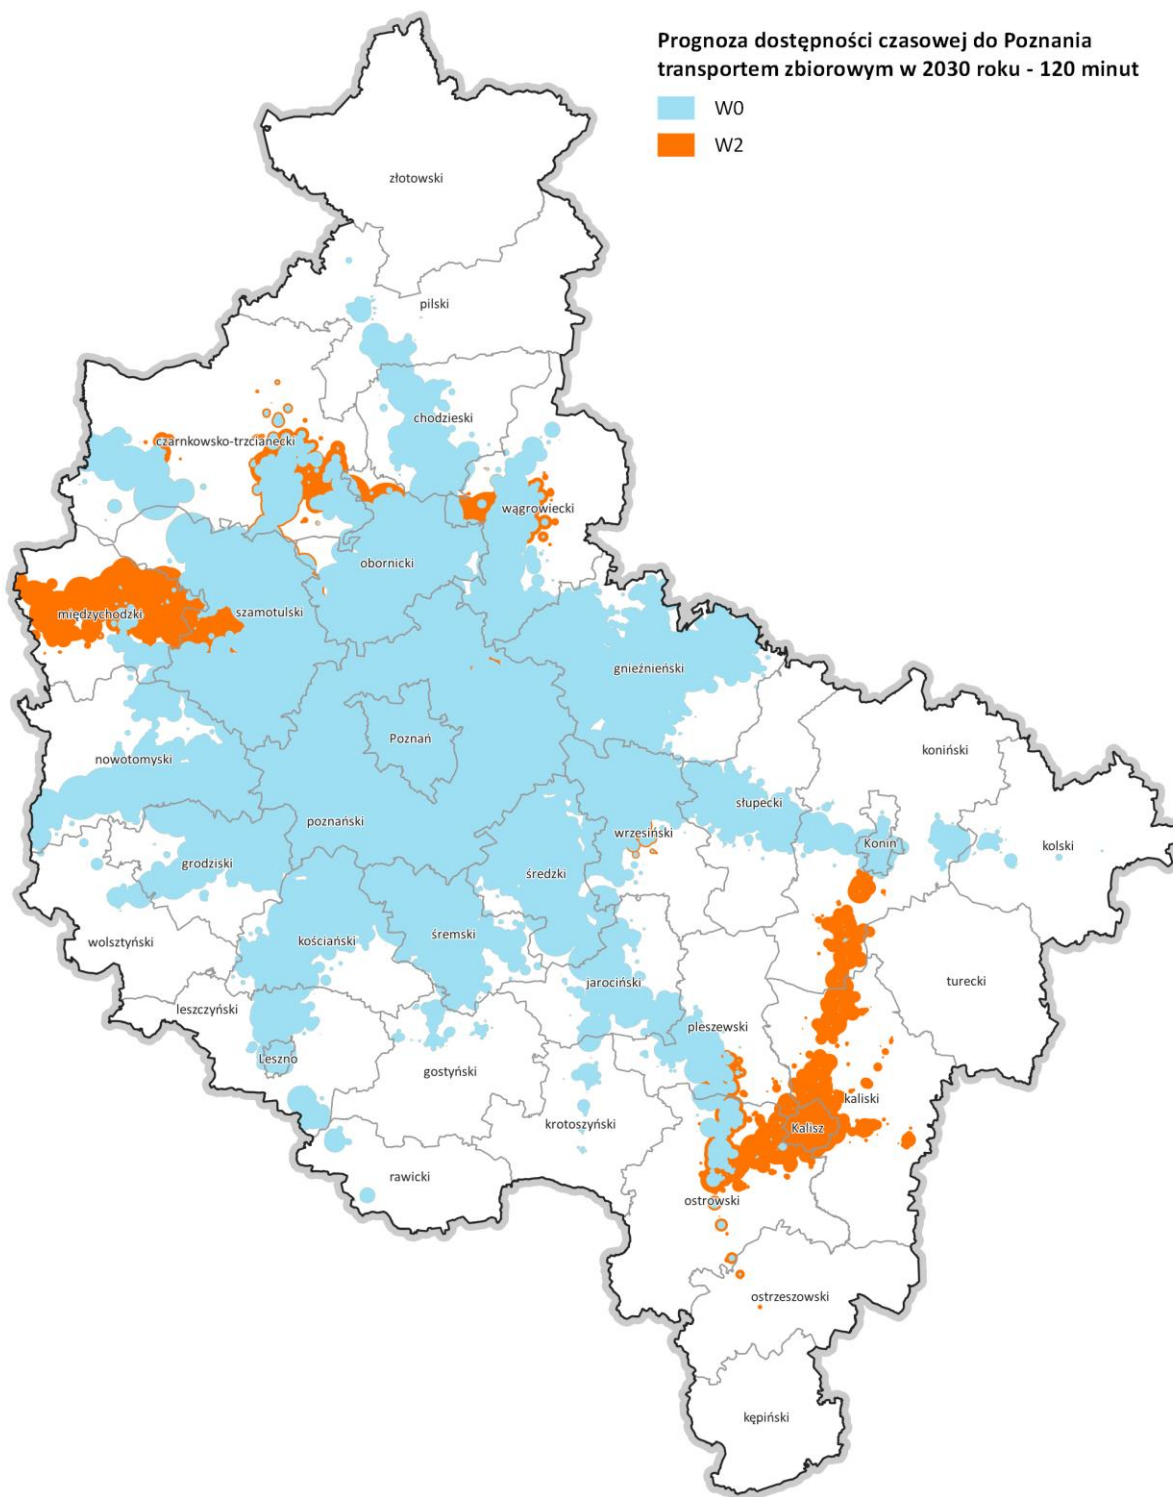 Prognoza dostępności czasowej do Poznania
transportem zbiorowym w 2030 roku - 120 minut
W0
W2
złotowski
pilski
chodzieski
czarnkowsko-trzcianecki
wągrowiecki
obornicki
międzychodzki
szamotulski
gnieźnieński
Poznań
koniński
nowotomyski
słupecki
poznański
wrzesiński
Konin
kolski
grodziski
średzki
wolsztyński
kościański
śremski
jarociński
turecki
leszczyński
pleszewski
Leszno
gostyński
kaliski
krotoszyński
Kalisz
rawicki
ostrowski
ostrzeszowski
kępiński